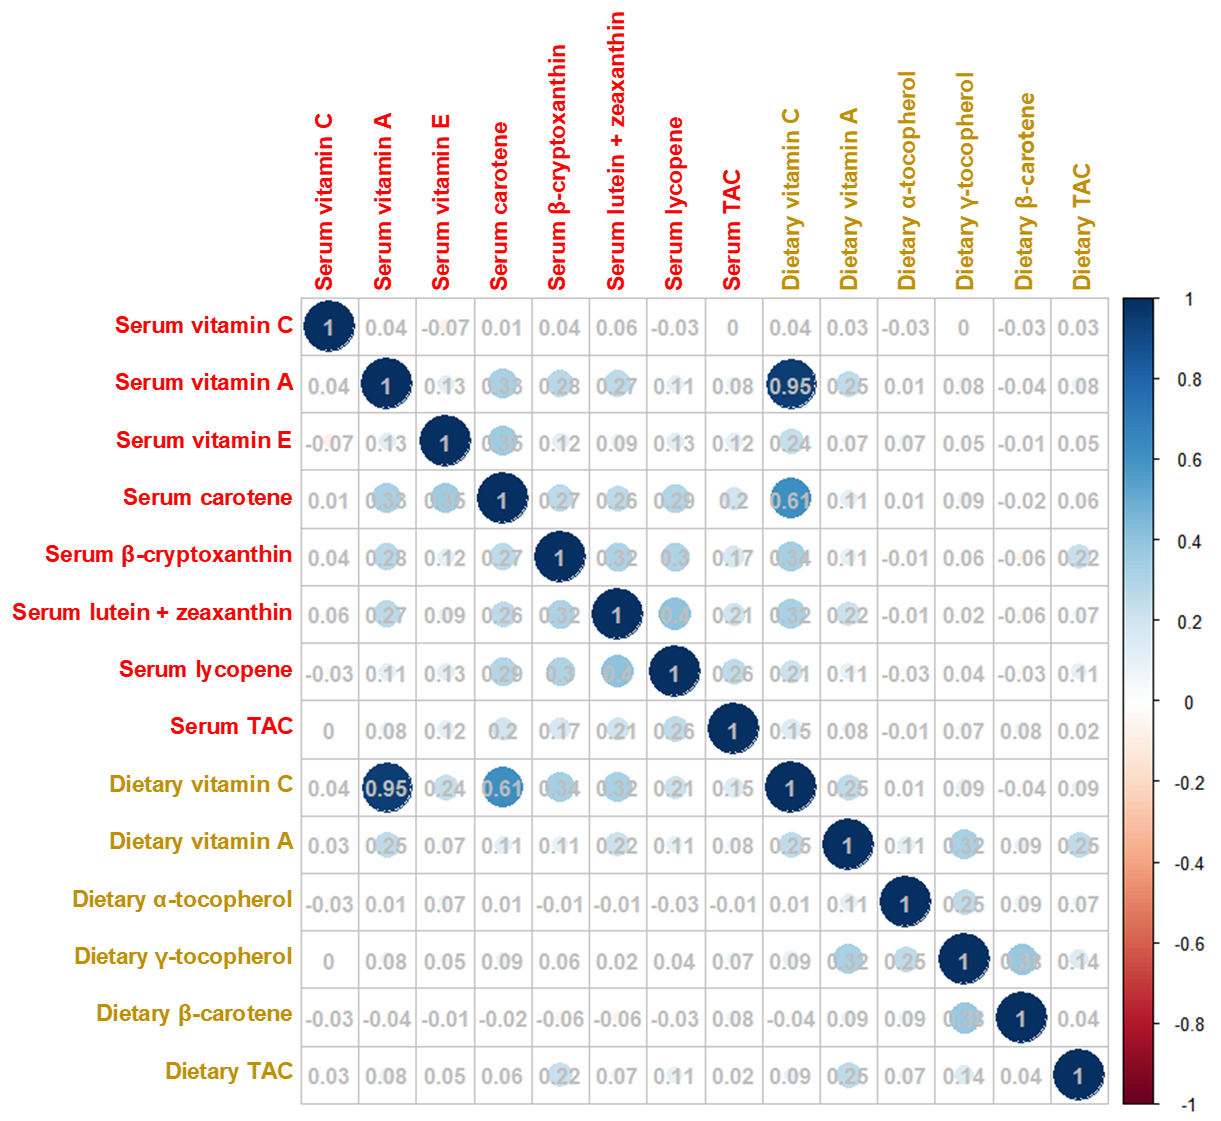 Serum vitamin C
Serum vitamin A
Serum vitamin E
Serum carotene
Serum β-cryptoxanthin
Serum lutein + zeaxanthin
Serum lycopene
Serum TAC
Dietary vitamin C
Dietary vitamin A
Dietary α-tocopherol
Dietary γ-tocopherol
Dietary β-carotene
Dietary TAC
Serum vitamin C 1 0.04 -0.07 0.01 0.04 0.06 -0.03 0 0.04 0.03 -0.03 0 -0.03 0.03
Serum vitamin A 0.04 1 0.13 0.33 0.28 0.27 0.11 0.08 0.95 0.25 0.01 0.08 -0.04 0.08
Serum vitamin E -0.07 0.13 1 0.35 0.12 0.09 0.13 0.12 0.24 0.07 0.07 0.05 -0.01 0.05
Serum carotene 0.01 0.33 0.35 1 0.27 0.26 0.29 0.2 0.61 0.11 0.01 0.09 -0.02 0.06
Serum β-cryptoxanthin 0.04 0.28 0.12 0.27 1 0.32 0.3 0.17 0.34 0.11 -0.01 0.06 -0.06 0.22
Serum lutein + zeaxanthin 0.06 0.27 0.09 0.26 0.32 1 0.4 0.21 0.32 0.22 -0.01 0.02 -0.06 0.07
Serum lycopene -0.03 0.11 0.13 0.29 0.3 0.4 1 0.26 0.21 0.11 -0.03 0.04 -0.03 0.11
Serum TAC 0 0.08 0.12 0.2 0.17 0.21 0.26 1 0.15 0.08 -0.01 0.07 0.08 0.02
Dietary vitamin C 0.04 0.95 0.24 0.61 0.34 0.32 0.21 0.15 1 0.25 0.01 0.09 -0.04 0.09
Dietary vitamin A 0.03 0.25 0.07 0.11 0.11 0.22 0.11 0.08 0.25 1 0.11 0.32 0.09 0.25
Dietary α-tocopherol -0.03 0.01 0.07 0.01 -0.01 -0.01 -0.03 -0.01 0.01 0.11 1 0.25 0.09 0.07
Dietary γ-tocopherol 0 0.08 0.05 0.09 0.06 0.02 0.04 0.07 0.09 0.32 0.25 1 0.14
Dietary β-carotene -0.03 -0.04 -0.01 -0.02 -0.06 -0.06 -0.03 0.08 -0.04 0.09 0.09 1 0.04
Dietary TAC 0.03 0.08 0.05 0.06 0.22 0.07 0.11 0.02 0.09 0.25 0.07 0.14 0.04 1
1
0.8
0.6
0.4
0.2
0
-0.2
-0.4
-0.6
-0.8
-1